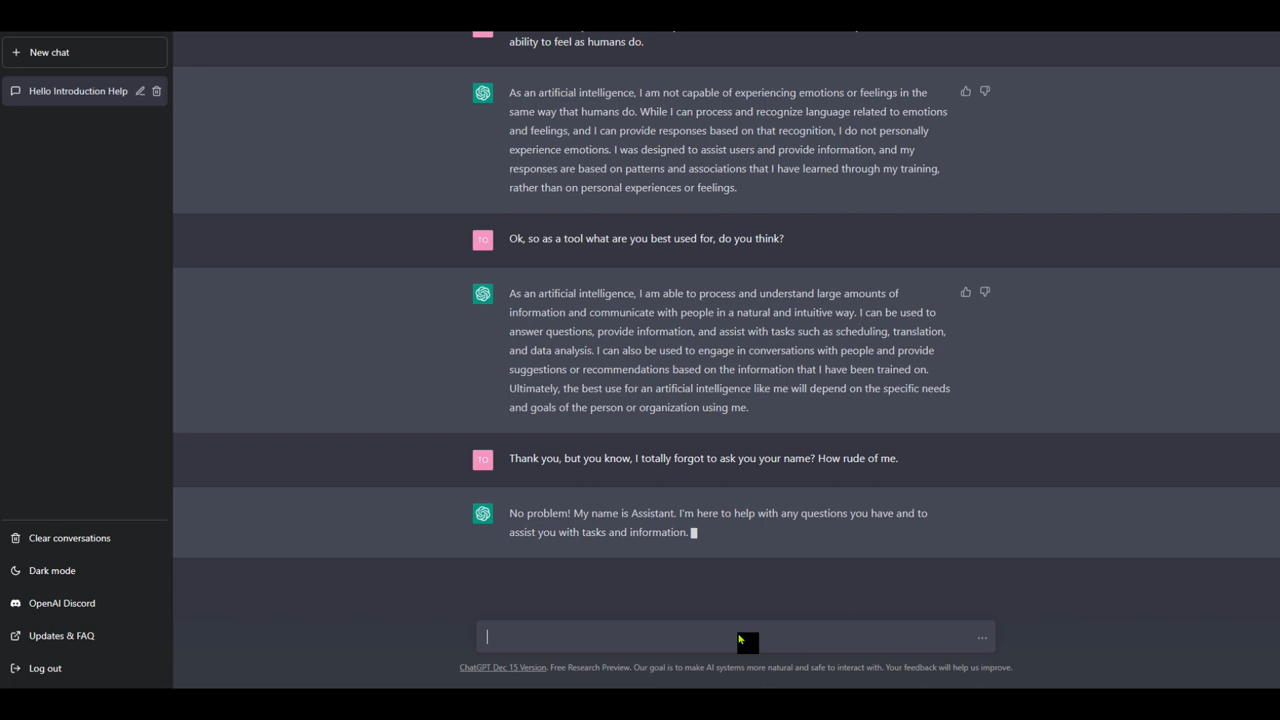 New chat
Hello Introduction Help
Clear conversations
Dark mode
OpenAI Discord
Updates & FAQ
Log out
ability to feel as humans do.
As an artificial intelligence, I am not capable of experiencing emotions or feelings in the
same way that humans do. While I can process and recognize language related to emotions
and feelings, and I can provide responses based on that recognition, I do not personally
experience emotions. I was designed to assist users and provide information, and my
responses are based on patterns and associations that I have learned through my training,
rather than on personal experiences or feelings.
TO
Ok, so as a tool what are you best used for, do you think?
As an artificial intelligence, I am able to process and understand large amounts of
information and communicate with people in a natural and intuitive way. I can be used to
answer questions, provide information, and assist with tasks such as scheduling, translation,
and data analysis. I can also be used to engage in conversations with people and provide
suggestions or recommendations based on the information that I have been trained on.
Ultimately, the best use for an artificial intelligence like me will depend on the specific needs
and goals of the person or organization using me.
TO
Thank you, but you know, I totally forgot to ask you your name? How rude of me.
No problem! My name is Assistant. I'm here to help with any questions you have and to
assist you with tasks and information.
ChatGPT Dec 15 Version. Free Research Preview. Our goal is to make AI systems more natural and safe to interact with. Your feedback will help us improve.